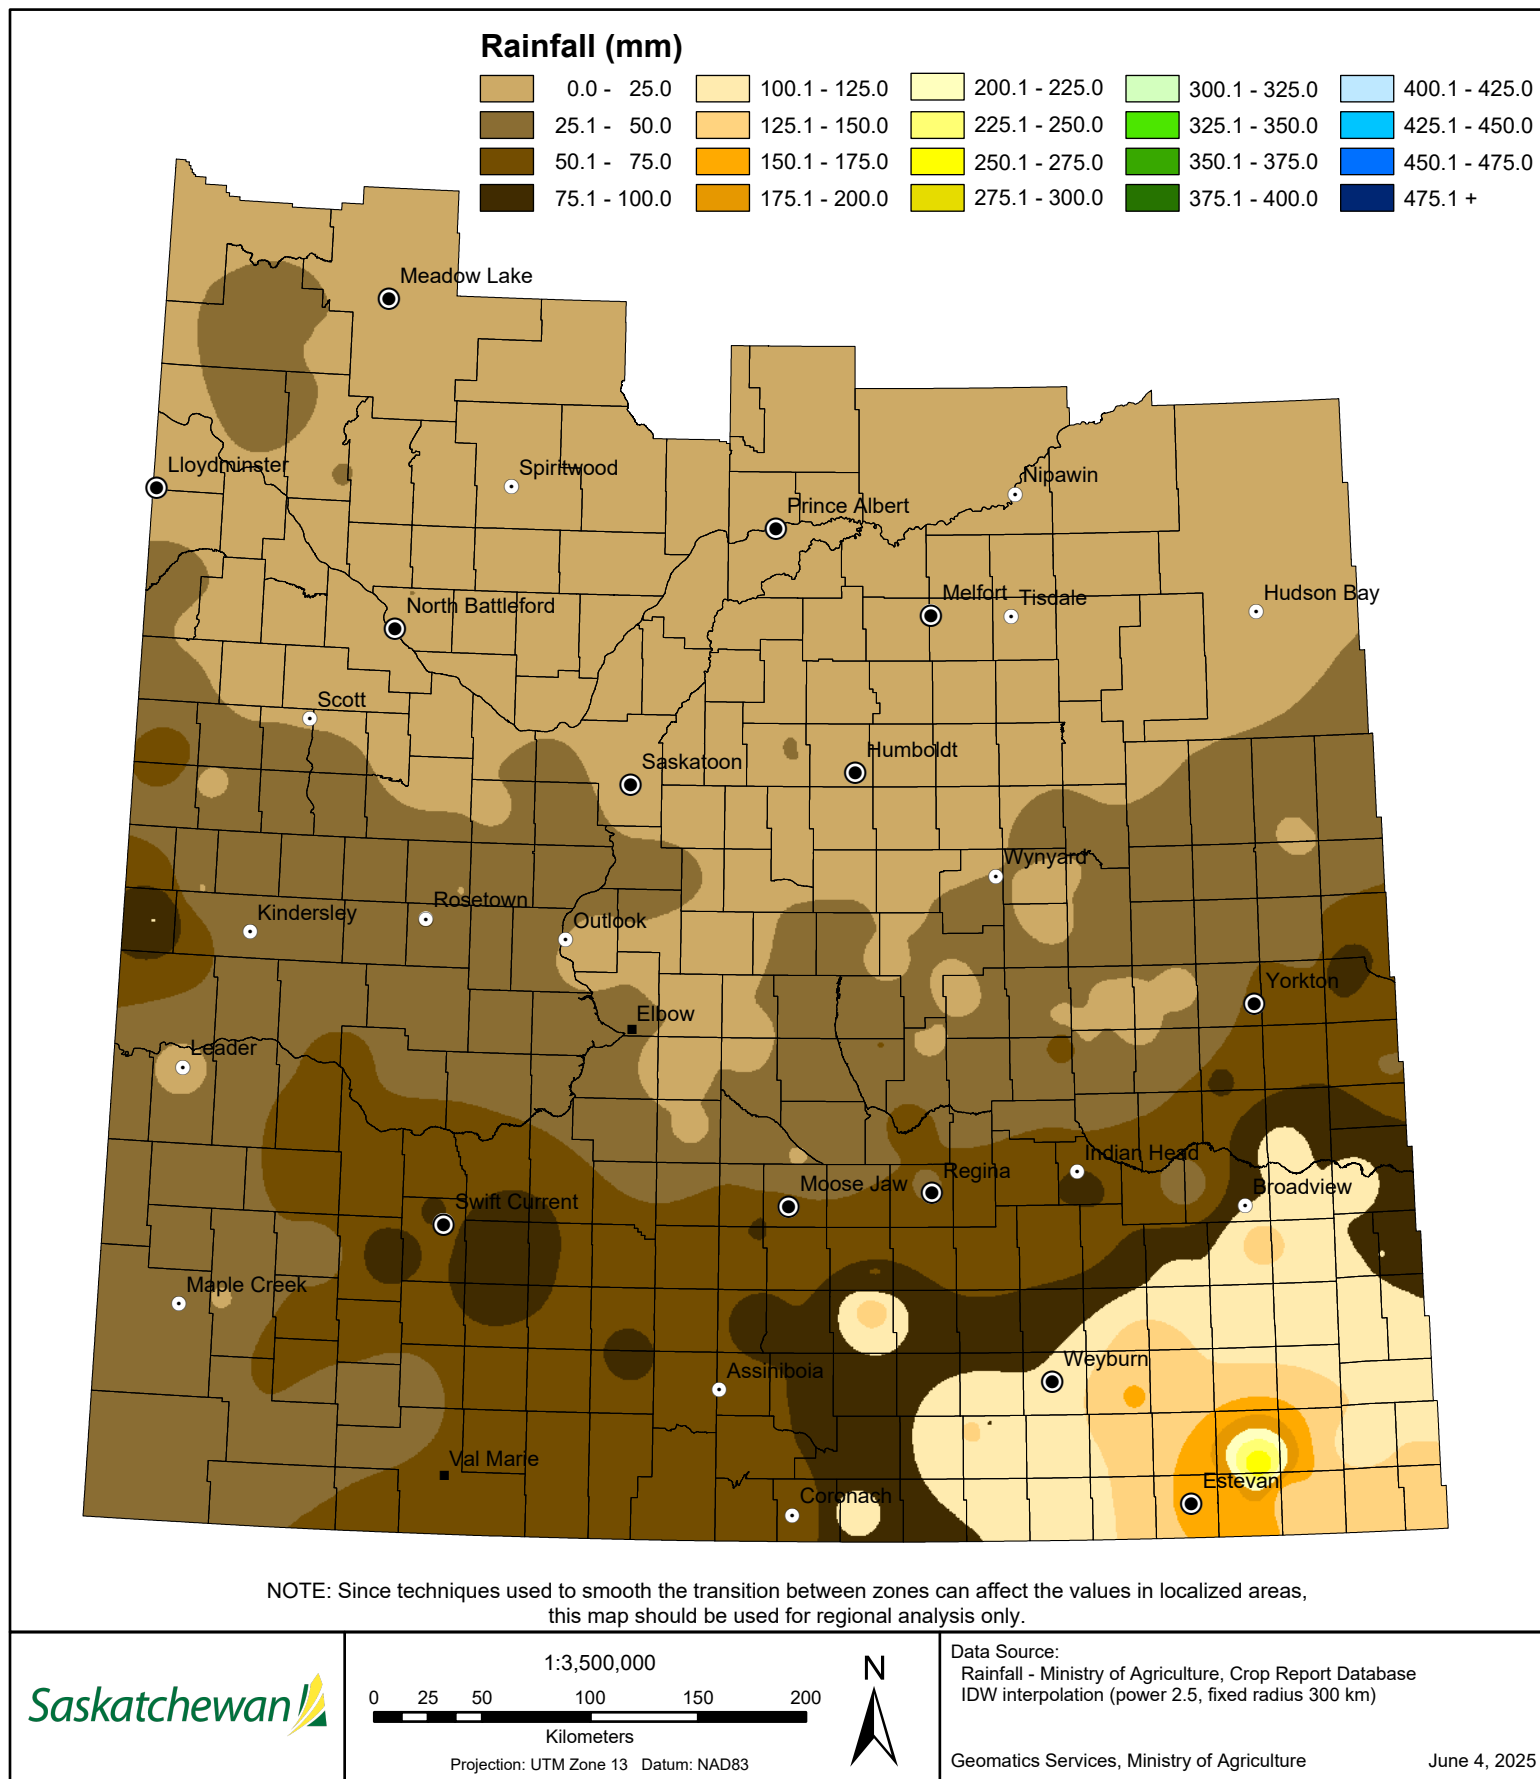 Rainfall (mm)
0.0 - 25.0
25.1 - 50.0
50.1 - 75.0
75.1 - 100.0
100.1 - 125.0
125.1 - 150.0
150.1 - 175.0
175.1 - 200.0
200.1 - 225.0
225.1 - 250.0
250.1 - 275.0
275.1 - 300.0
300.1 - 325.0
325.1 - 350.0
350.1 - 375.0
375.1 - 400.0
400.1 - 425.0
425.1 - 450.0
450.1 - 475.0
475.1 +
Meadow Lake
Lloydminster
Spiritwood
Nipawin
Prince Albert
Melfort
Tisdale
Hudson Bay
North Battleford
Scott
Saskatoon
Humboldt
Wynyard
Kindersley
Rosetown
Outlook
Yorkton
Elbow
Leader
Indian Head
Regina
Moose Jaw
Broadview
Swift Current
Maple Creek
Weyburn
Assiniboia
Val Marie
Coronach
Estevan
NOTE: Since techniques used to smooth the transition between zones can affect the values in localized areas,
this map should be used for regional analysis only.
Saskatchewan
1:3,500,000
0 25 50 100 150 200
Kilometers
Projection: UTM Zone 13 Datum: NAD83
N
Data Source:
Rainfall - Ministry of Agriculture, Crop Report Database
IDW interpolation (power 2.5, fixed radius 300 km)
Geomatics Services, Ministry of Agriculture June 4, 2025